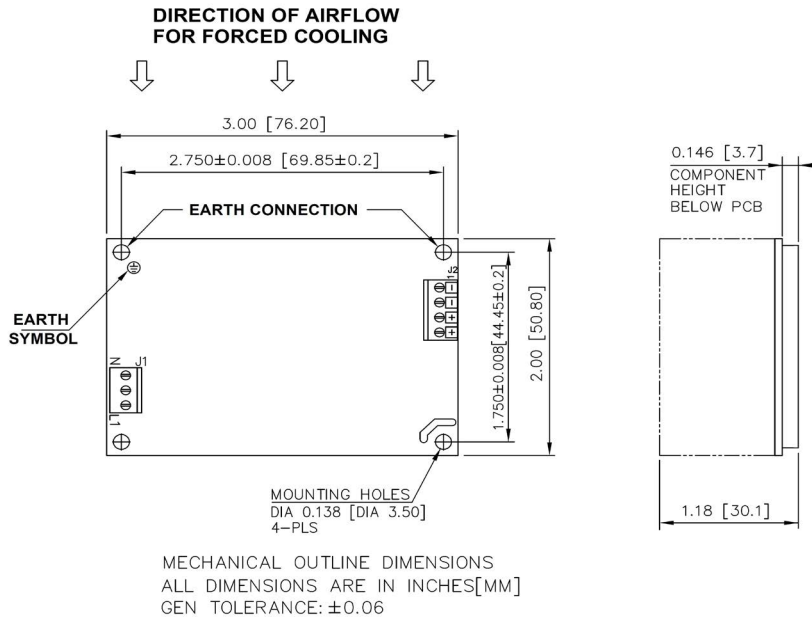 DIRECTION OF AIRFLOW
FOR FORCED COOLING
3.00 [76.20]
2.750±0.008 [69.85±0.2]
EARTH CONNECTION
EARTH
SYMBOL
N
J1
L1
J2
1
-
-
+
+
1.750±0.008[44.45±0.2]
2.00 [50.80]
MOUNTING HOLES
DIA 0.138 [DIA 3.50]
4-PLS
0.146 [3.7]
COMPONENT
HEIGHT
BELOW PCB
1.18 [30.1]
MECHANICAL OUTLINE DIMENSIONS
ALL DIMENSIONS ARE IN INCHES[MM]
GEN TOLERANCE: ±0.06